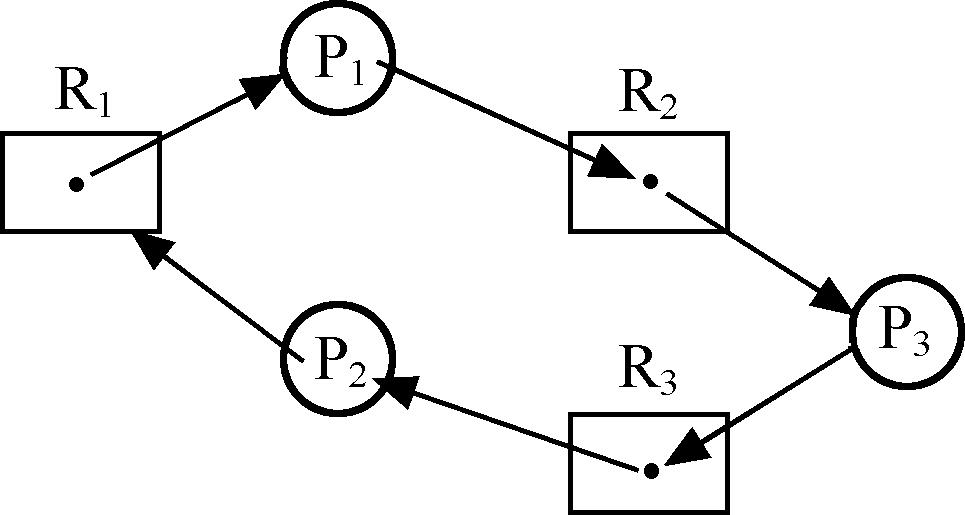 P₁
R₁
R₂
P₂
P₃
R₃